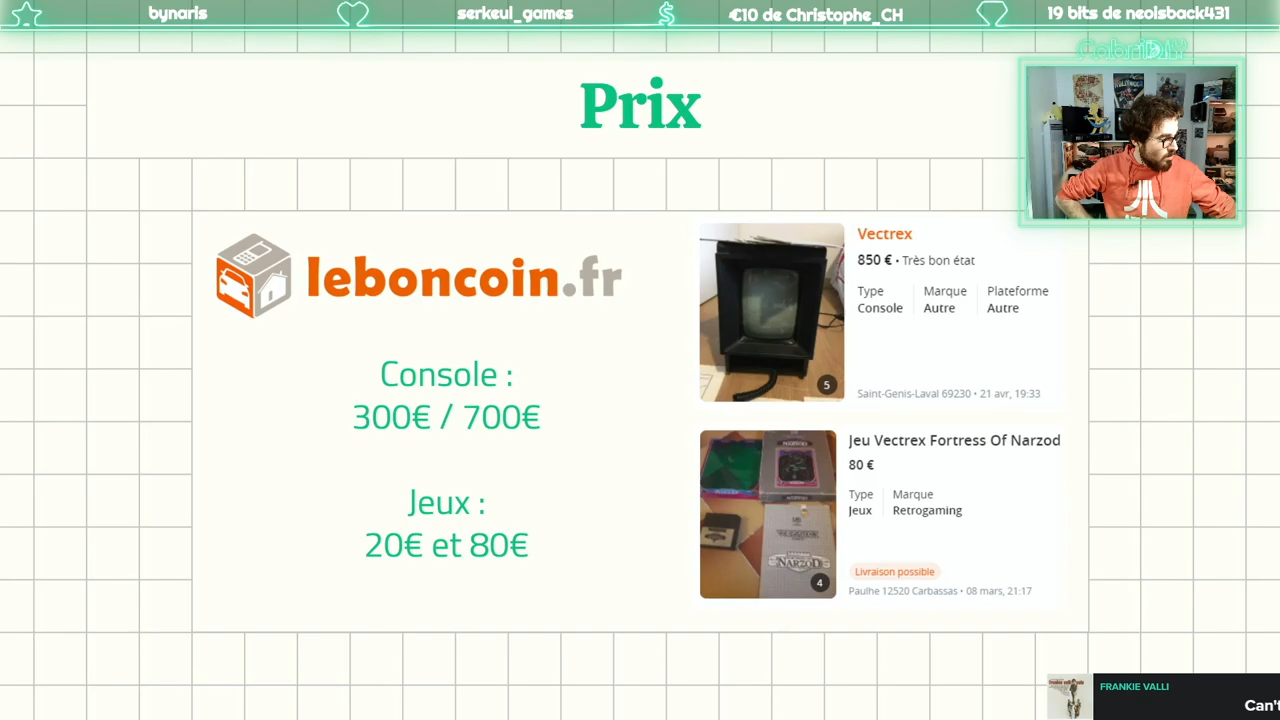 bynaris
serkeul_games
€10 de Christophe_CH
19 bits de neoisback431
Prix
leboncoin.fr
Console :
300€ / 700€
Jeux :
20€ et 80€
Vectrex
850 € • Très bon état
Type Marque Plateforme
Console Autre Autre
5
Saint-Genis-Laval 69230 • 21 avr, 19:33
Jeu Vectrex Fortress Of Narzod
80 €
Type Marque
Jeux Retrogaming
NARZOD
4
Livraison possible
Paulhe 12520 Carbassas • 08 mars, 21:17
FRANKIE VALLI
Can't